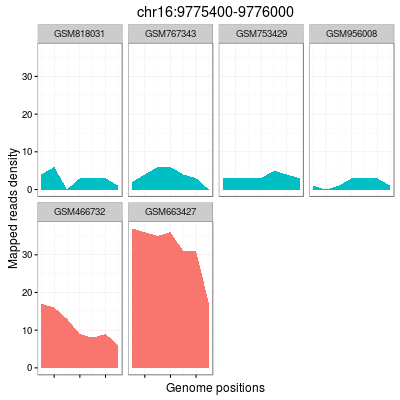 chr16:9775400-9776000
GSM818031 GSM767343 GSM753429 GSM956008
30
20
10
0
Mapped reads density
GSM466732 GSM663427
30
20
10
0
Genome positions